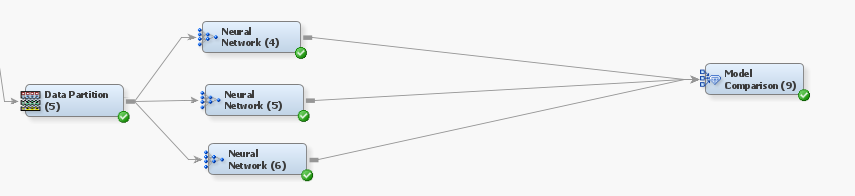 Neural
Network (4)
Data Partition
(5)
Neural
Network (5)
Neural
Network (6)
Model
Comparison (9)